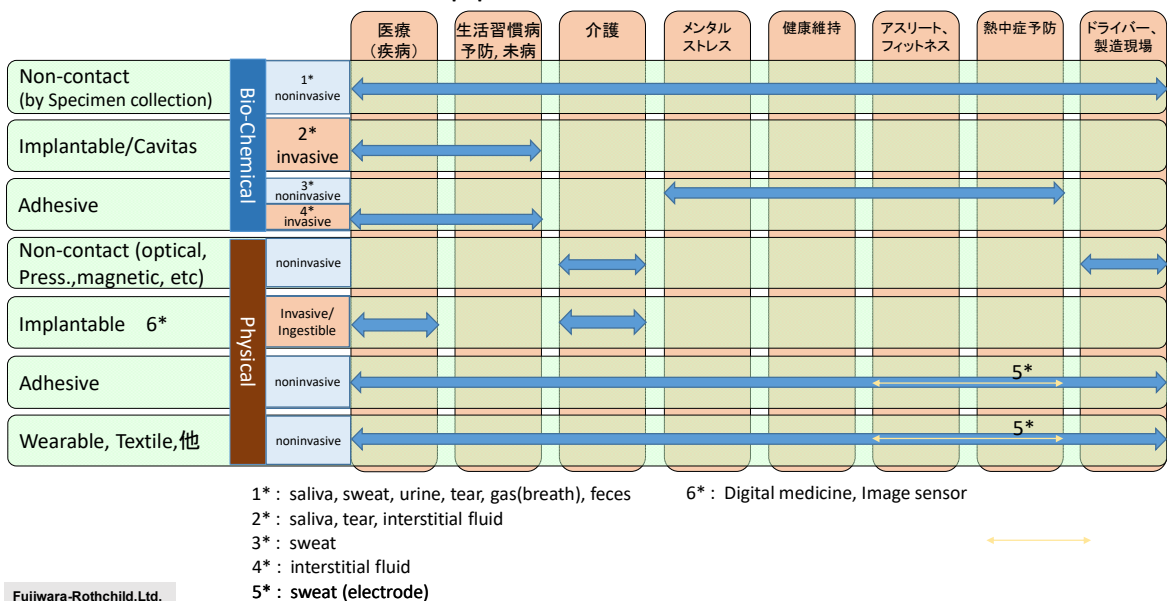 医療
（疾病）
生活習慣病
予防, 未病
介護
メンタル
ストレス
健康維持
アスリート、
フィットネス
熱中症予防
ドライバー、
製造現場
Non-contact
(by Specimen collection)
Bio-Chemical
1*
noninvasive
Implantable/Cavitas
2*
invasive
Adhesive
3*
noninvasive
4*
invasive
Non-contact (optical,
Press.,magnetic, etc)
Physical
noninvasive
Implantable 6*
Invasive/
Ingestible
Adhesive
noninvasive
5*
Wearable, Textile,他
noninvasive
5*
1* : saliva, sweat, urine, tear, gas(breath), feces
6* : Digital medicine, Image sensor
2* : saliva, tear, interstitial fluid
3* : sweat
4* : interstitial fluid
5* : sweat (electrode)
Fujiwara-Rothchild,Ltd.